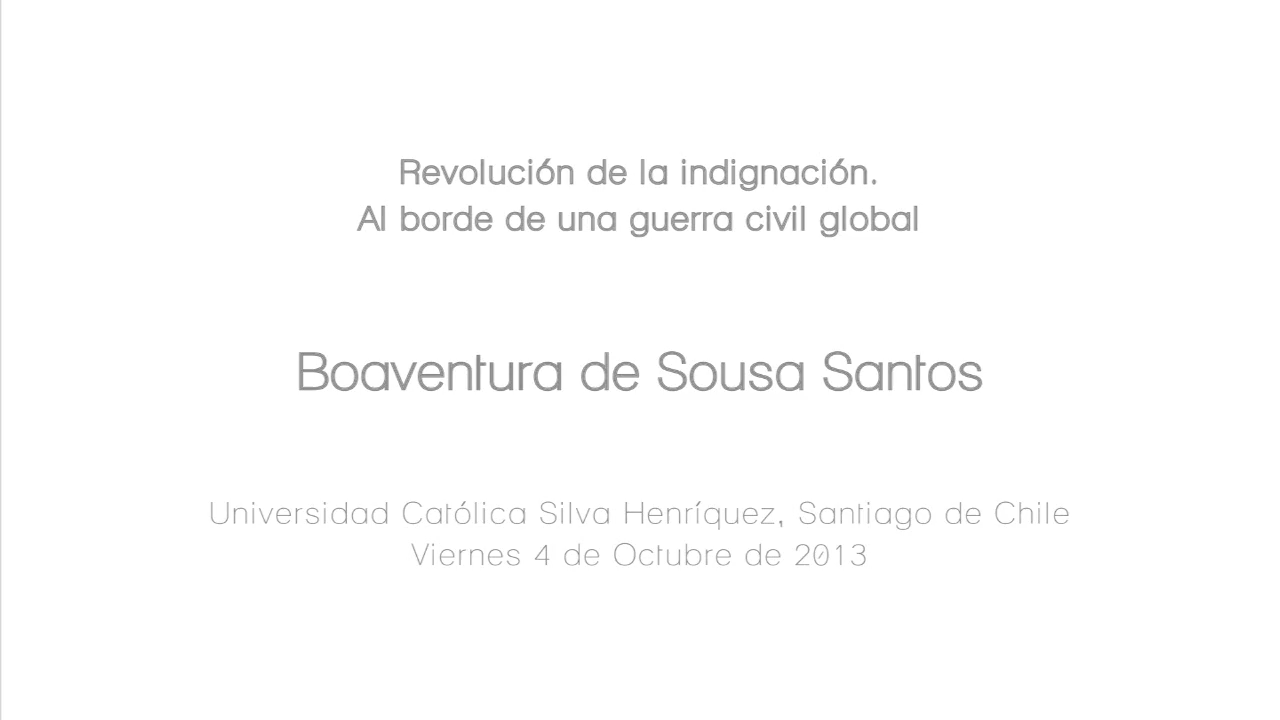 Revolución de la indignación.
Al borde de una guerra civil global
Boaventura de Sousa Santos
Universidad Católica Silva Henríquez, Santiago de Chile
Viernes 4 de Octubre de 2013